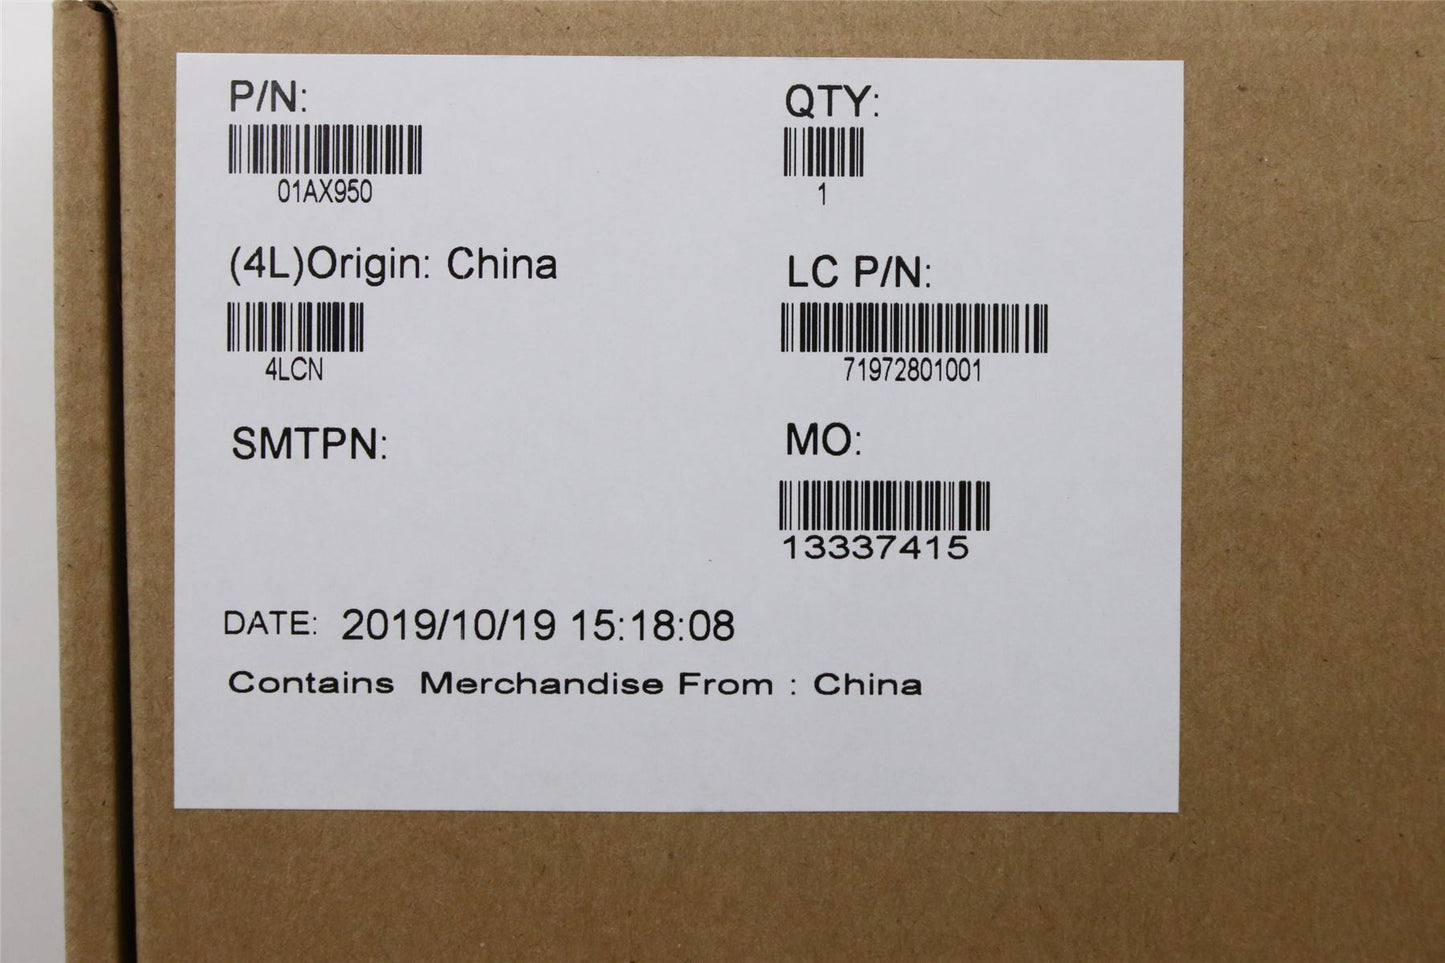 P/N:
01AX950
QTY:
1
(4L)Origin: China
4LCN
LC P/N:
71972801001
SMTPN:
MO:
13337415
DATE: 2019/10/19 15:18:08
Contains Merchandise From : China